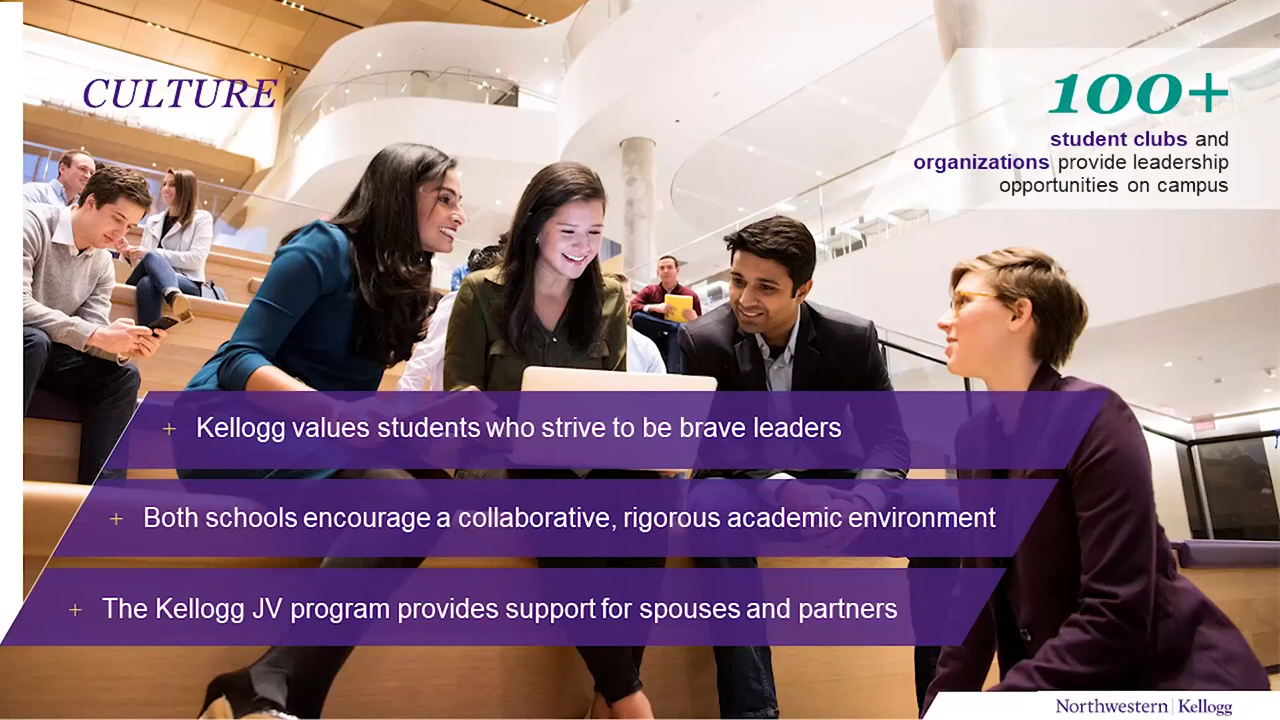 CULTURE
100+
student clubs and
organizations provide leadership
opportunities on campus
+ Kellogg values students who strive to be brave leaders
+ Both schools encourage a collaborative, rigorous academic environment
+ The Kellogg JV program provides support for spouses and partners
Northwestern | Kellogg